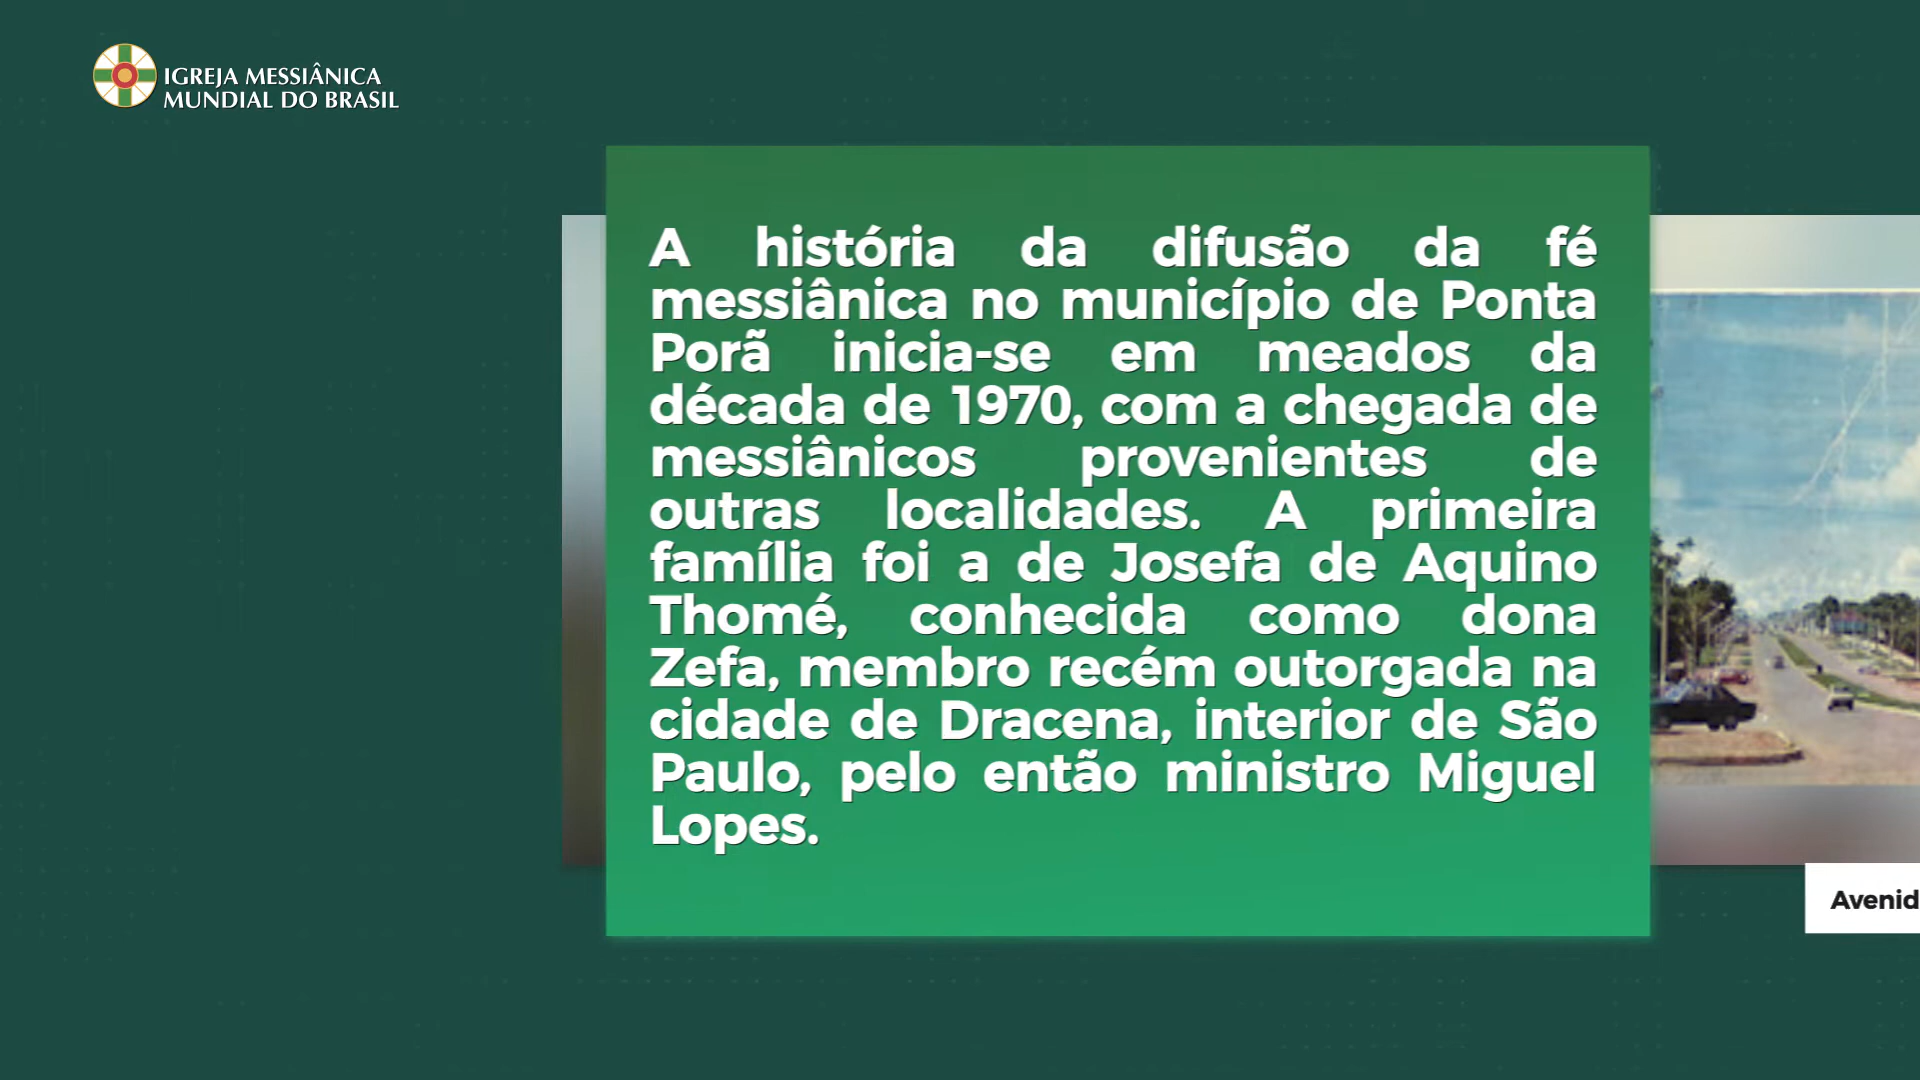 IGREJA MESSIÂNICA
MUNDIAL DO BRASIL
A história da difusão da fé
messiânica no município de Ponta
Porã inicia-se em meados da
década de 1970, com a chegada de
messiânicos provenientes de
outras localidades. A primeira
família foi a de Josefa de Aquino
Thomé, conhecida como dona
Zefa, membro recém outorgada na
cidade de Dracena, interior de São
Paulo, pelo então ministro Miguel
Lopes.
Avenid